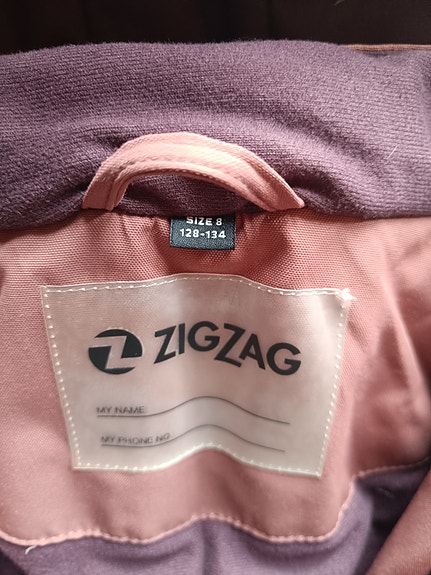 SIZE 8
128-134
ZIGZAG
MY NAME
MY PHONE NO